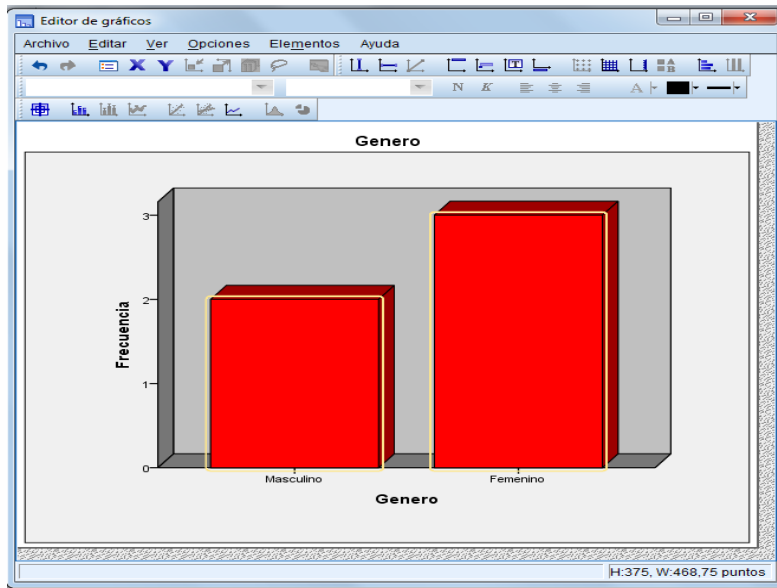 Editor de gráficos
Archivo Editar Ver Opciones Elementos Ayuda
X Y
N K A
Genero
3
2
1
0
Frecuencia
Masculino Femenino
Genero
H:375, W:468,75 puntos